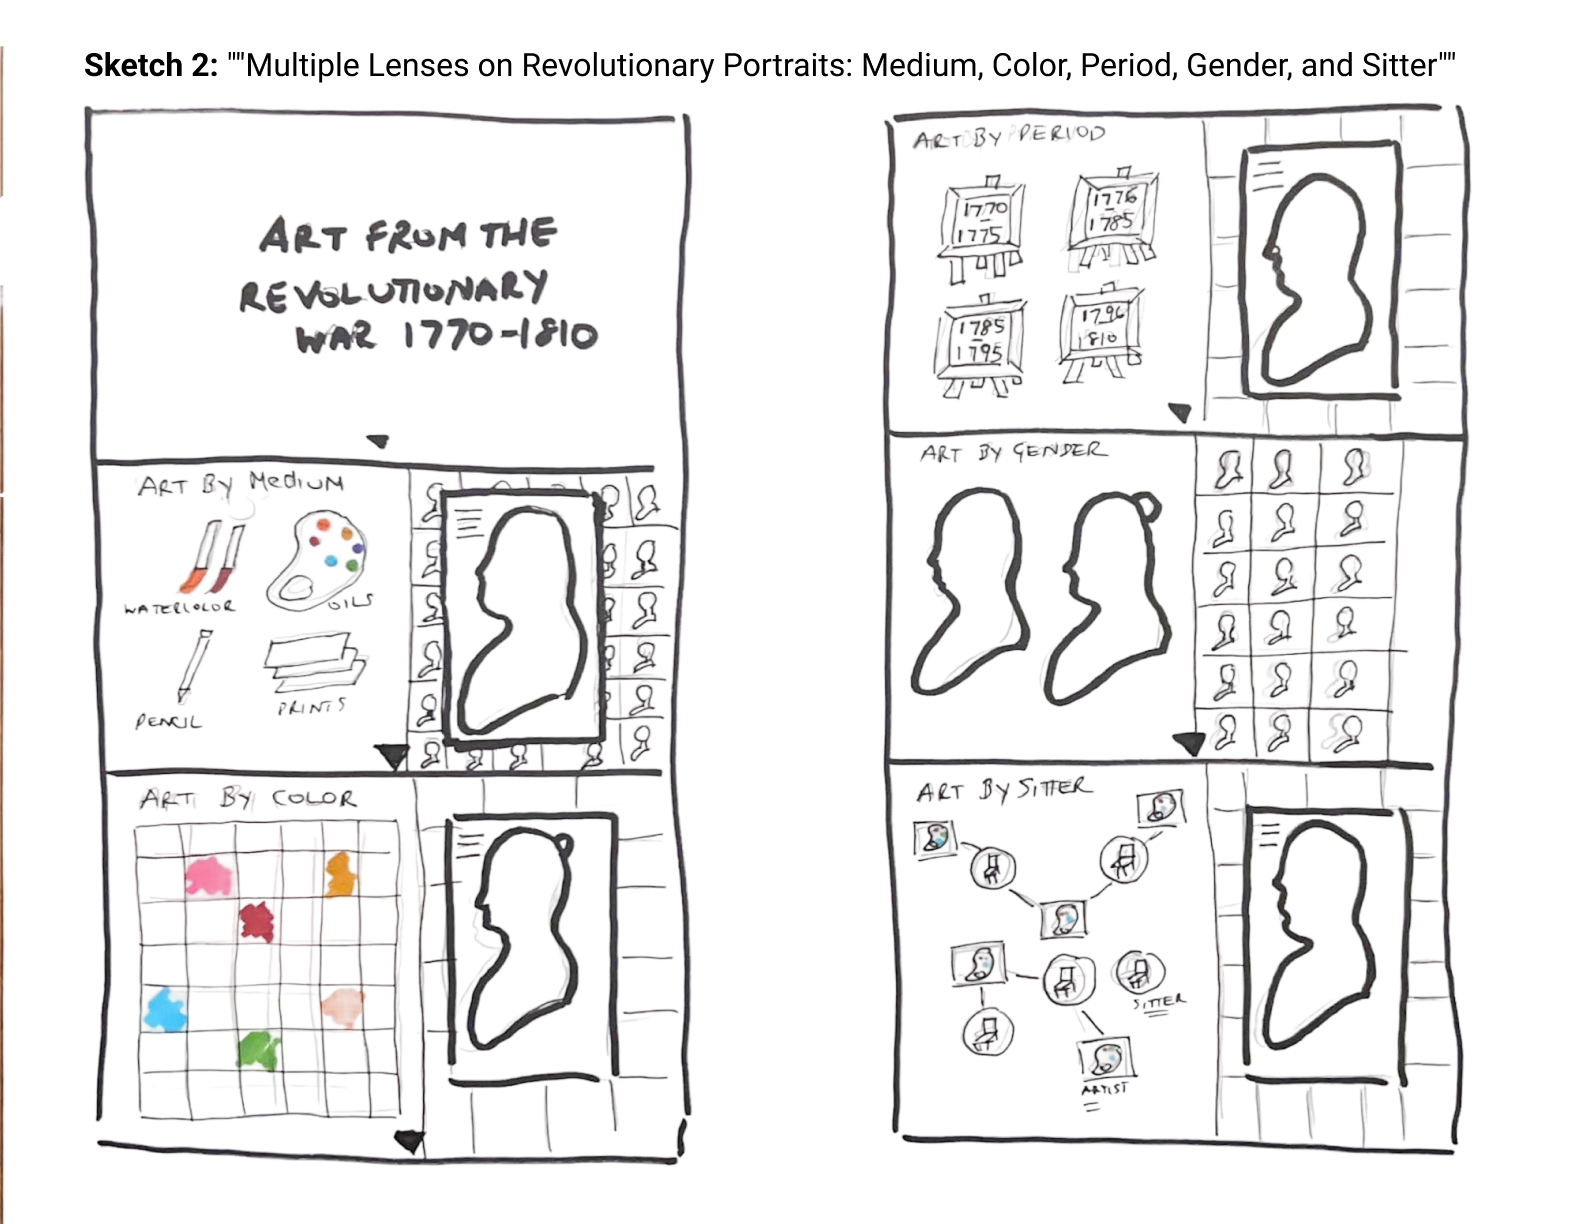 Sketch 2: ""Multiple Lenses on Revolutionary Portraits: Medium, Color, Period, Gender, and Sitter""
ART FROM THE
REVOLUTIONARY
WAR 1770-1810
ART BY MEDIUM
WATERCOLOR
OILS
PENCIL
PRINTS
ART BY COLOR
ART BY PERIOD
1770
-
1775
1776
-
1785
1785
-
1795
1796
1810
ART BY GENDER
ART BY SITTER
SITTER
ARTIST